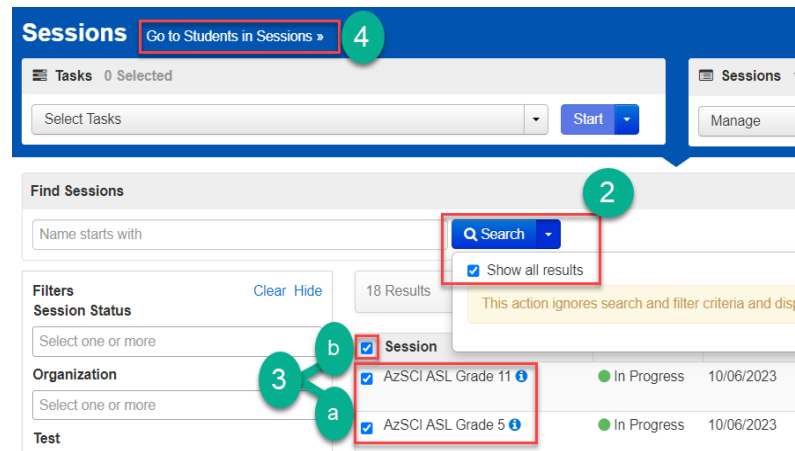 Sessions Go to Students in Sessions » 4
Tasks 0 Selected
Sessions
Select Tasks Start
Manage
Find Sessions
2
Name starts with Search
Show all results
Filters Clear Hide
18 Results
This action ignores search and filter criteria and
Session Status
Select one or more
b Session
Organization
3
AzSCI ASL Grade 11 In Progress 10/06/2023
Select one or more
a
AzSCI ASL Grade 5 In Progress 10/06/2023
Test